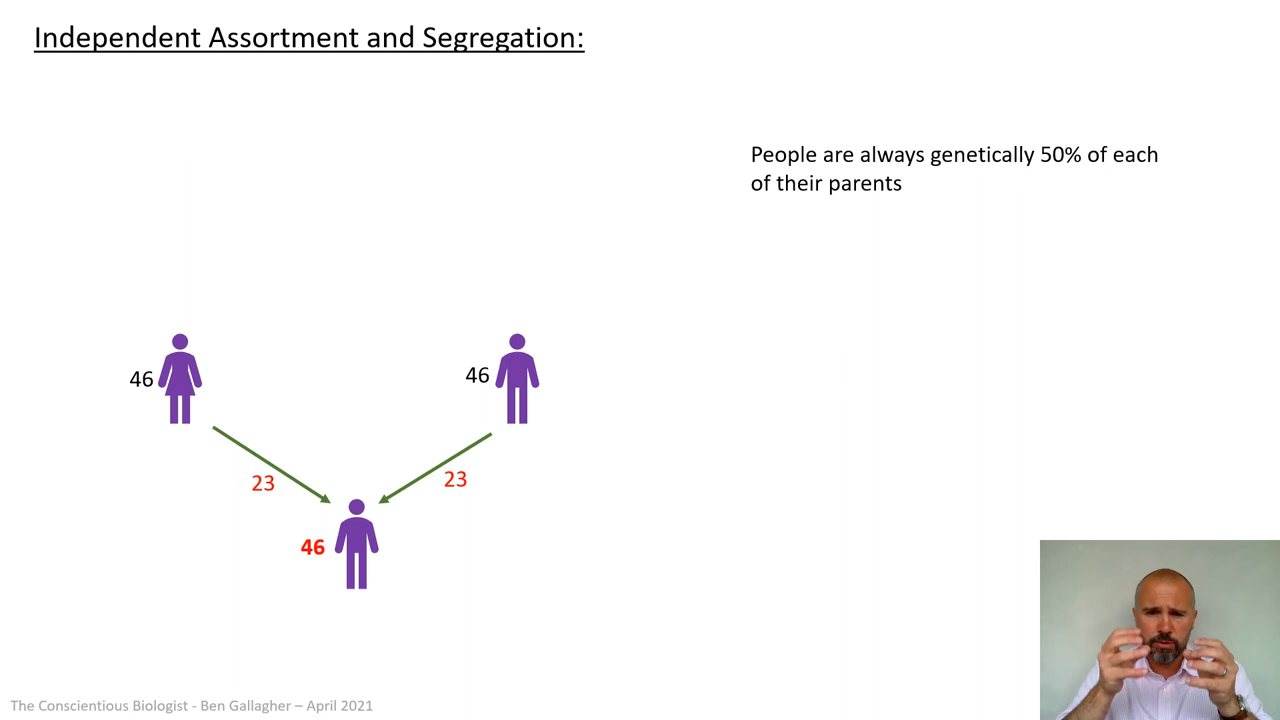 Independent Assortment and Segregation:
People are always genetically 50% of each
of their parents
46
46
23
23
46
The Conscientious Biologist - Ben Gallagher – April 2021